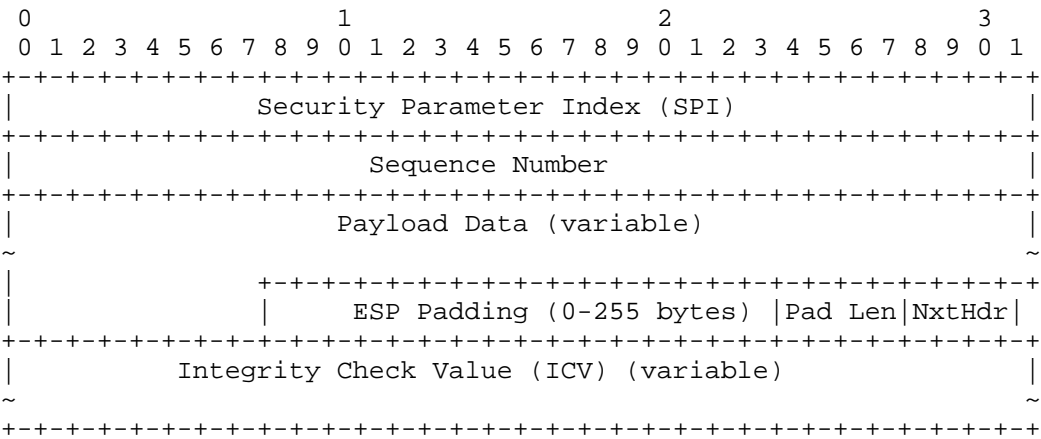 0                   1                   2                   3
 0 1 2 3 4 5 6 7 8 9 0 1 2 3 4 5 6 7 8 9 0 1 2 3 4 5 6 7 8 9 0 1
+-+-+-+-+-+-+-+-+-+-+-+-+-+-+-+-+-+-+-+-+-+-+-+-+-+-+-+-+-+-+-+-+
|               Security Parameter Index (SPI)                  |
+-+-+-+-+-+-+-+-+-+-+-+-+-+-+-+-+-+-+-+-+-+-+-+-+-+-+-+-+-+-+-+-+
|                      Sequence Number                          |
+-+-+-+-+-+-+-+-+-+-+-+-+-+-+-+-+-+-+-+-+-+-+-+-+-+-+-+-+-+-+-+-+
|                    Payload Data (variable)                    |
~                                                               ~
|               +-+-+-+-+-+-+-+-+-+-+-+-+-+-+-+-+-+-+-+-+-+-+-+-+
|               |     ESP Padding (0-255 bytes) |Pad Len|NxtHdr|
+-+-+-+-+-+-+-+-+-+-+-+-+-+-+-+-+-+-+-+-+-+-+-+-+-+-+-+-+-+-+-+-+
|          Integrity Check Value (ICV) (variable)               |
~                                                               ~
+-+-+-+-+-+-+-+-+-+-+-+-+-+-+-+-+-+-+-+-+-+-+-+-+-+-+-+-+-+-+-+-+